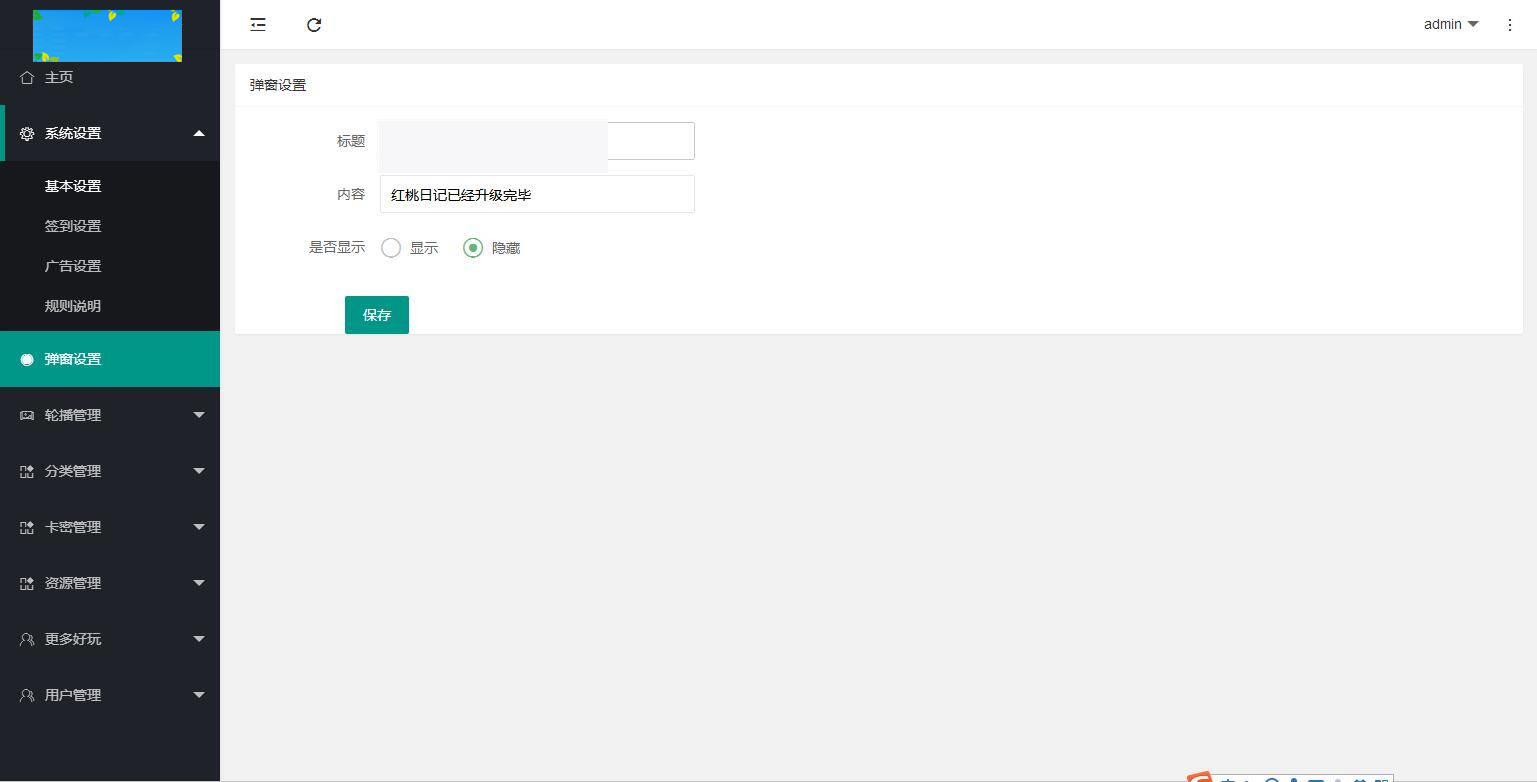 admin
主页
系统设置
基本设置
签到设置
广告设置
规则说明
弹窗设置
轮播管理
分类管理
卡密管理
资源管理
更多好玩
用户管理
弹窗设置
标题
内容 红桃日记已经升级完毕
是否显示 显示 隐藏
保存